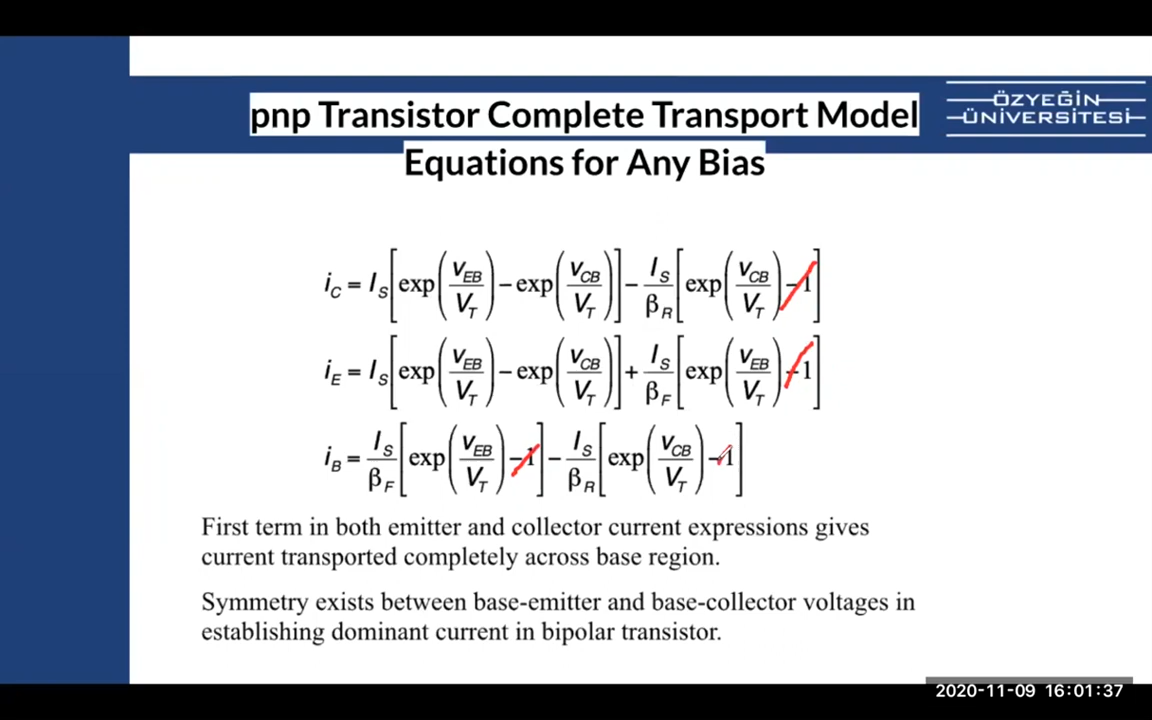 pnp Transistor Complete Transport Model
Equations for Any Bias
ÖZYEĞİN
ÜNİVERSİTESİ
i_C = I_S[exp(v_EB/V_T) − exp(v_CB/V_T)] − I_S/β_R[exp(v_CB/V_T) − 1]
i_E = I_S[exp(v_EB/V_T) − exp(v_CB/V_T)] + I_S/β_F[exp(v_EB/V_T) − 1]
i_B = I_S/β_F[exp(v_EB/V_T) − 1] − I_S/β_R[exp(v_CB/V_T) − 1]
First term in both emitter and collector current expressions gives
current transported completely across base region.
Symmetry exists between base-emitter and base-collector voltages in
establishing dominant current in bipolar transistor.
2020-11-09 16:01:37